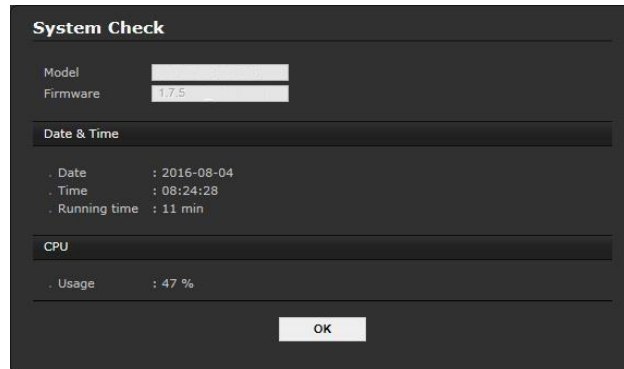 System Check
Model
Firmware 1.7.5
Date & Time
. Date : 2016-08-04
. Time : 08:24:28
. Running time : 11 min
CPU
. Usage : 47 %
OK